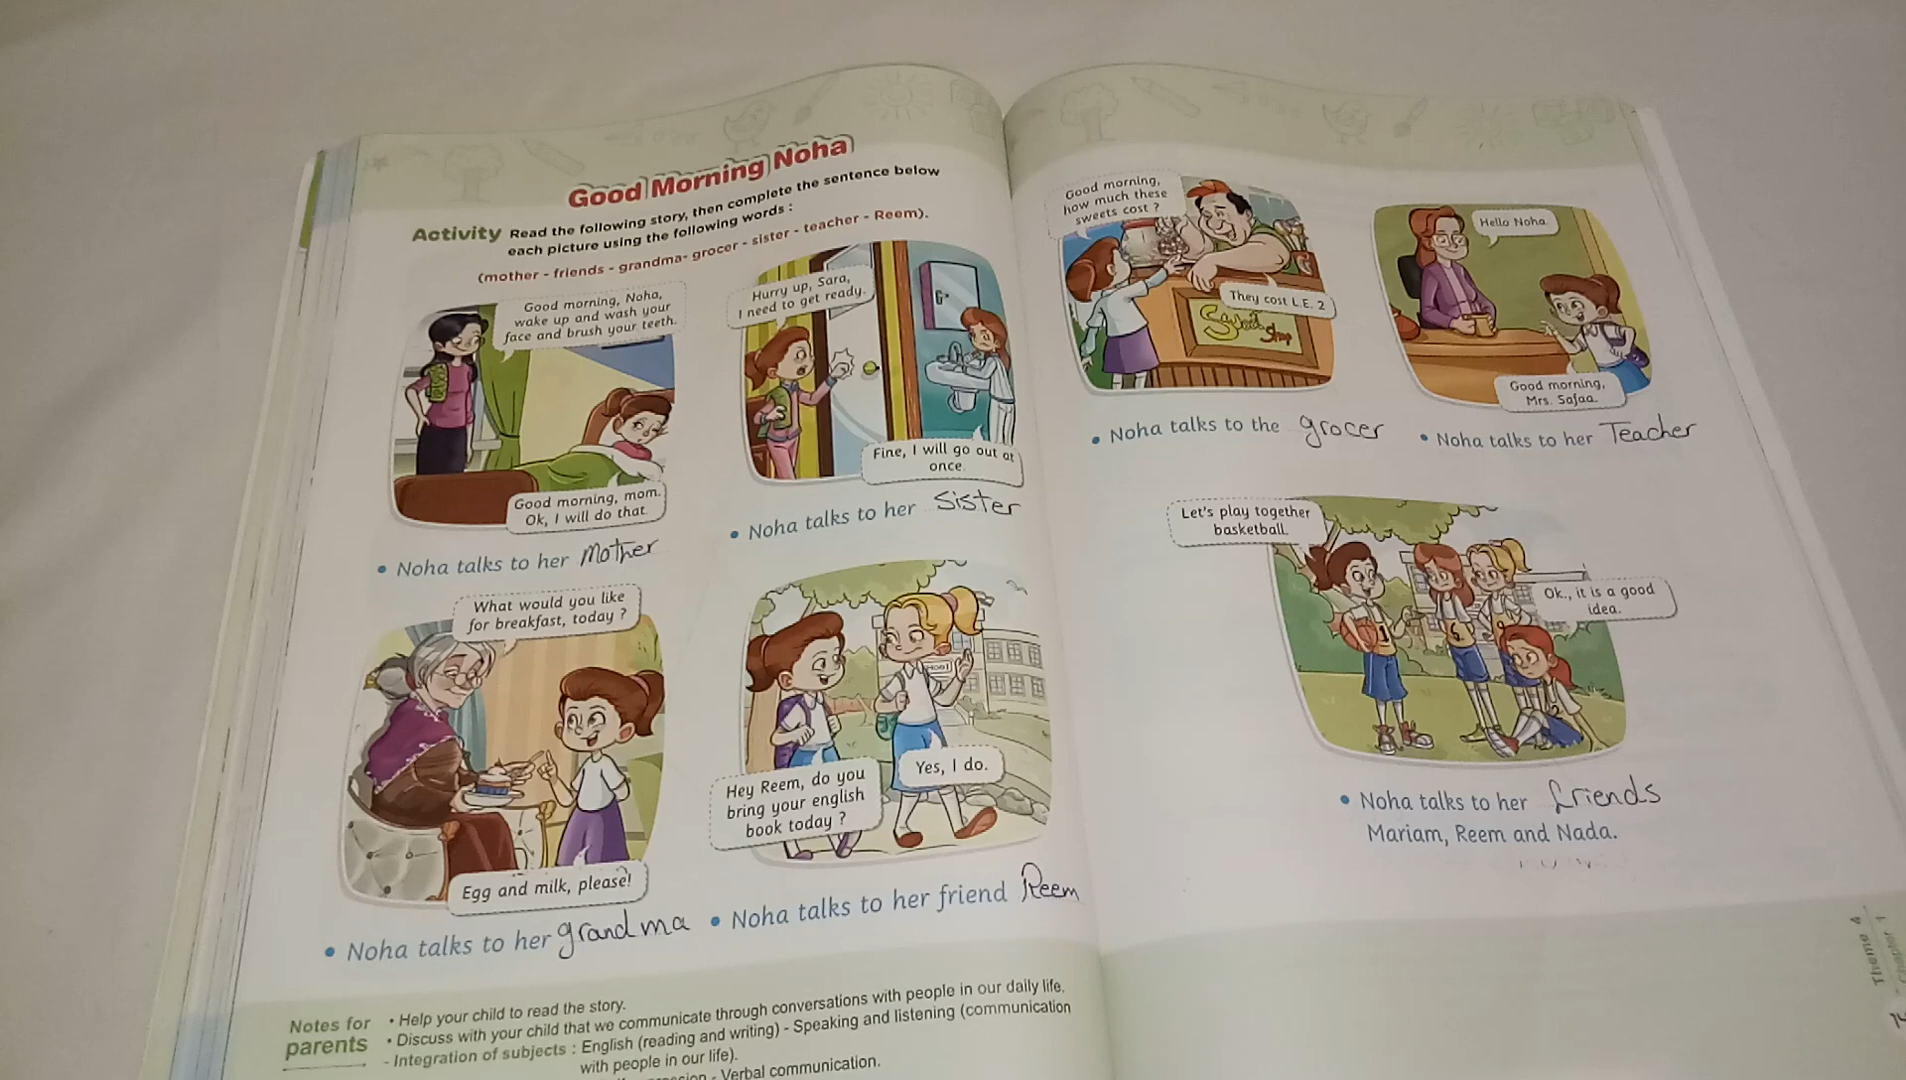 Good Morning Noha
Activity Read the following story, then complete the sentence below
each picture using the following words :
(mother - friends - grandma- grocer - sister - teacher - Reem).
Good morning, Noha,
wake up and wash your
face and brush your teeth.
Good morning, mom.
Ok, I will do that.
• Noha talks to her Mother
Hurry up, Sara,
I need to get ready.
Fine, I will go out at
once.
• Noha talks to her Sister
What would you like
for breakfast, today ?
Egg and milk, please!
• Noha talks to her grandma
Hey Reem, do you
bring your english
book today ?
Yes, I do.
• Noha talks to her friend Reem
Notes for
parents
• Help your child to read the story.
• Discuss with your child that we communicate through conversations with people in our daily life.
- Integration of subjects : English (reading and writing) - Speaking and listening (communication
with people in our life).
- Verbal communication.
Good morning,
how much these
sweets cost ?
They cost L.E. 2
Shop
• Noha talks to the grocer
Hello Noha.
Good morning,
Mrs. Safaa.
• Noha talks to her Teacher
Let's play together
basketball.
Ok., it is a good
idea.
1
6
• Noha talks to her friends
Mariam, Reem and Nada.
Theme 4
Chapter 1